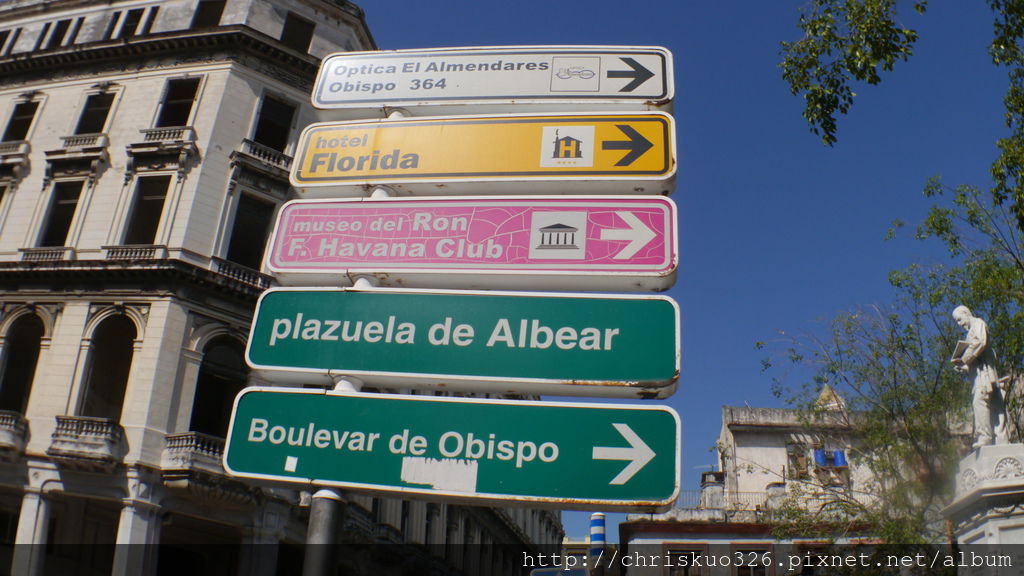 Optica El Almendares
Obispo 364
hotel
Florida
H
museo del Ron
F. Havana Club
plazuela de Albear
Boulevar de Obispo
http://chriskuo326.pixnet.net/album